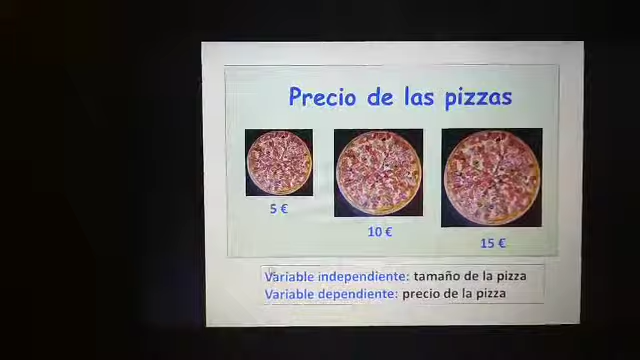 Precio de las pizzas
5 €
10 €
15 €
Variable independiente: tamaño de la pizza
Variable dependiente: precio de la pizza